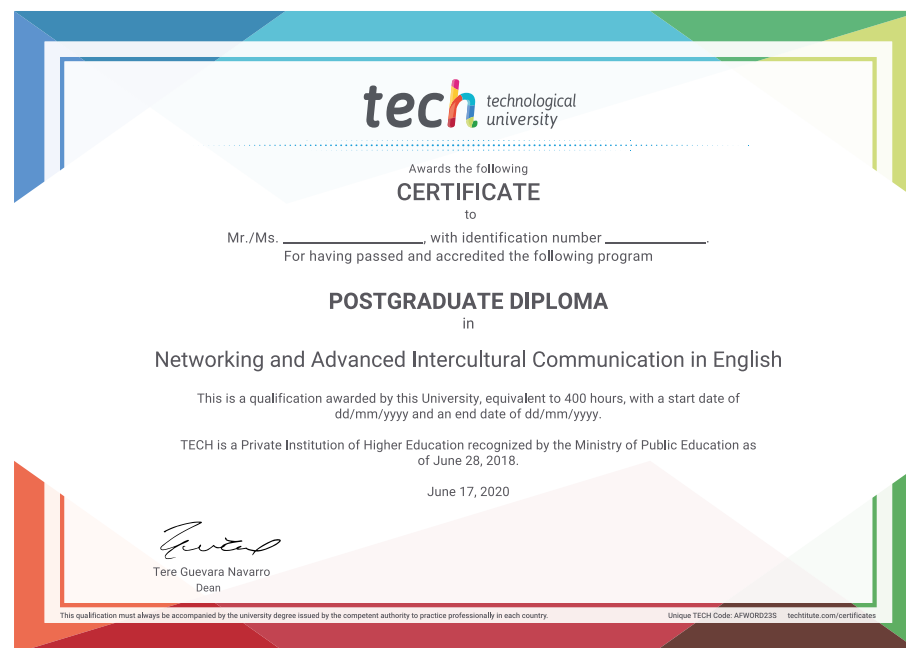 tech technological
university
Awards the following
CERTIFICATE
to
Mr./Ms. ____________________, with identification number ______________.
For having passed and accredited the following program
POSTGRADUATE DIPLOMA
in
Networking and Advanced Intercultural Communication in English
This is a qualification awarded by this University, equivalent to 400 hours, with a start date of
dd/mm/yyyy and an end date of dd/mm/yyyy.
TECH is a Private Institution of Higher Education recognized by the Ministry of Public Education as
of June 28, 2018.
June 17, 2020
Tere Guevara Navarro
Dean
This qualification must always be accompanied by the university degree issued by the competent authority to practice professionally in each country. Unique TECH Code: AFWORD23S techtitute.com/certificates